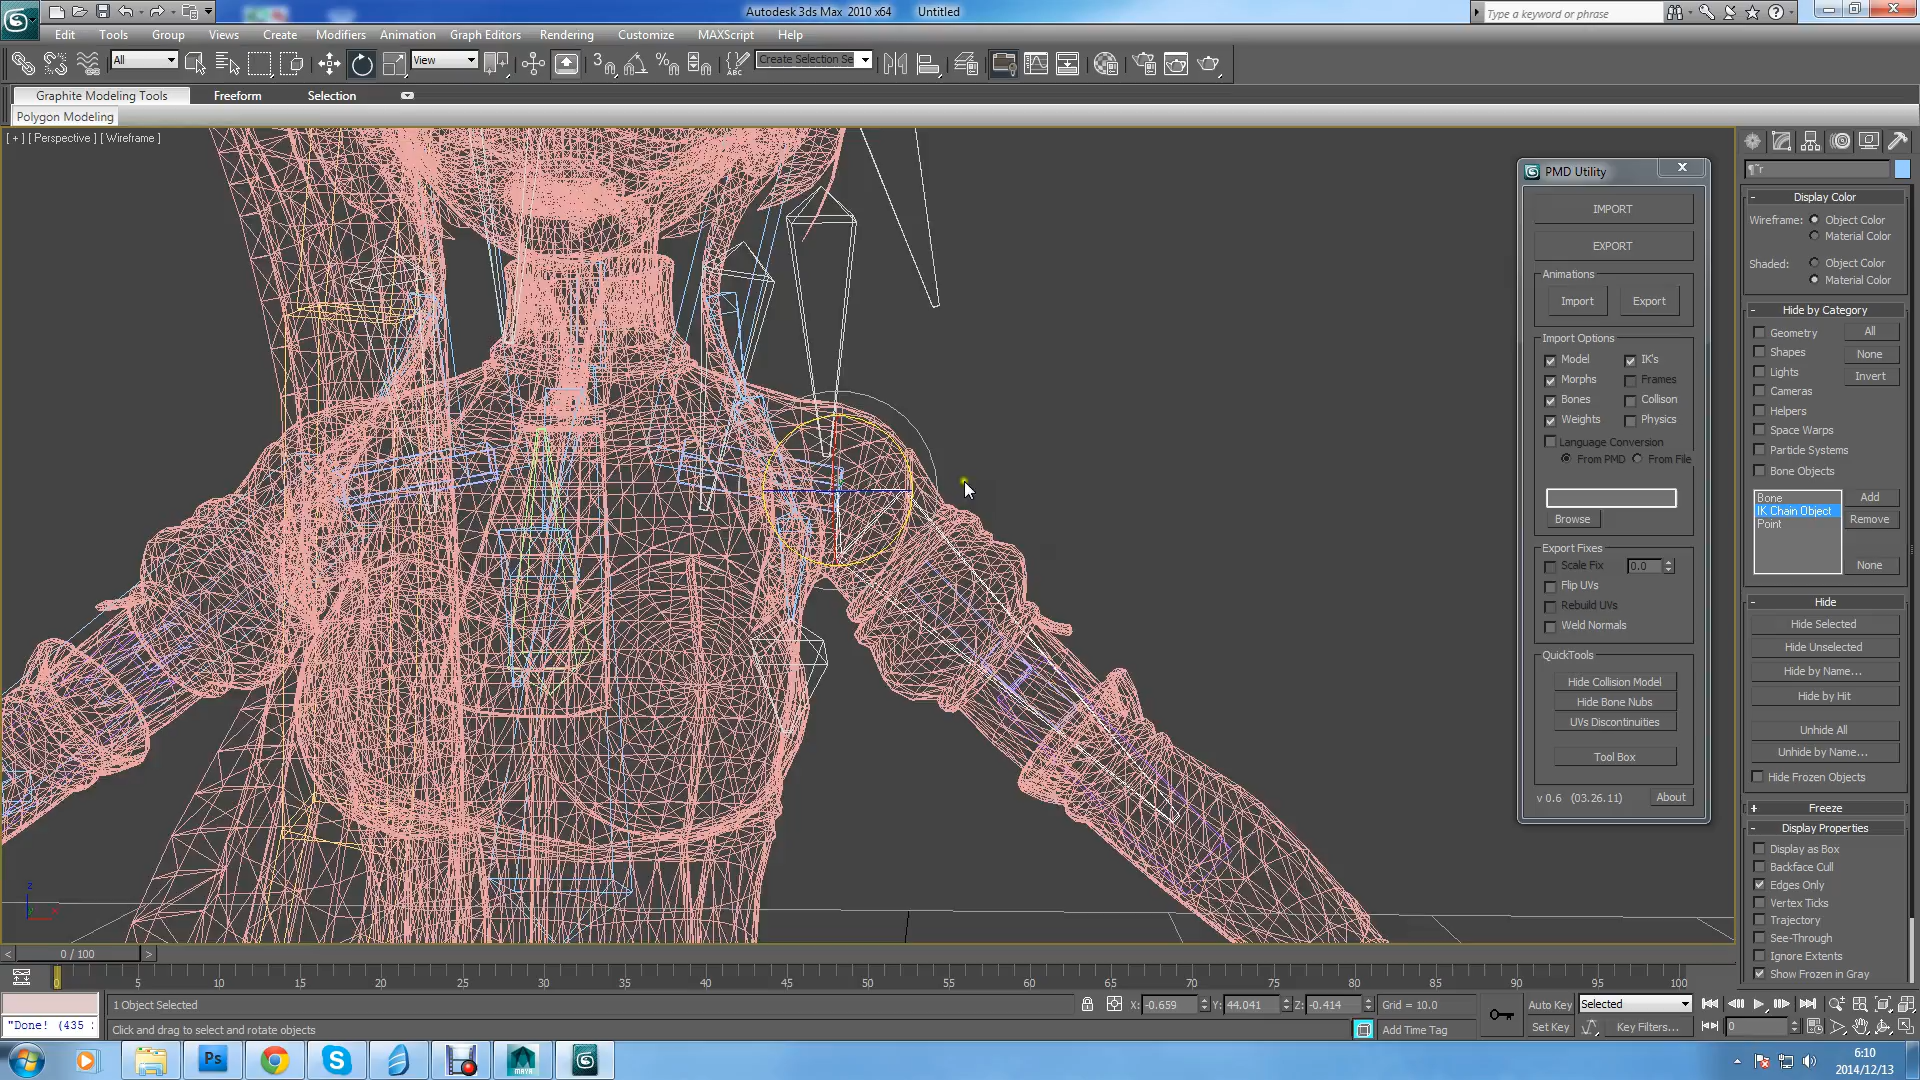 Autodesk 3ds Max 2010 x64 Untitled
Type a keyword or phrase
Edit Tools Group Views Create Modifiers Animation Graph Editors Rendering Customize MAXScript Help
All View Create Selection Se
Graphite Modeling Tools Freeform Selection
Polygon Modeling
[ + ] [ Perspective ] [ Wireframe ]
PMD Utility
IMPORT
EXPORT
Animations
Import Export
Import Options
Model IK's
Morphs Frames
Bones Collison
Weights Physics
Language Conversion
From PMD From File
Browse
Export Fixes
Scale Fix 0.0
Flip UVs
Rebuild UVs
Weld Normals
QuickTools
Hide Collision Model
Hide Bone Nubs
UVs Discontinuities
Tool Box
v 0.6 (03.26.11) About
Display Color
Wireframe: Object Color
Material Color
Shaded: Object Color
Material Color
Hide by Category
Geometry All
Shapes None
Lights Invert
Cameras
Helpers
Space Warps
Particle Systems
Bone Objects
Bone Add
IK Chain Object Remove
Point
None
Hide
Hide Selected
Hide Unselected
Hide by Name...
Hide by Hit
Unhide All
Unhide by Name...
Hide Frozen Objects
Freeze
Display Properties
Display as Box
Backface Cull
Edges Only
Vertex Ticks
Trajectory
See-Through
Ignore Extents
Show Frozen in Gray
z
x
< 0 / 100 >
0 5 10 15 20 25 30 35 40 45 50 55 60 65 70 75 80 85 90 95 100
1 Object Selected X: -0.659 Y: 44.041 Z: -0.414 Grid = 10.0 Auto Key Selected
"Done! (435 Click and drag to select and rotate objects Add Time Tag Set Key Key Filters... 0
Ps MAYA
6:10
2014/12/13